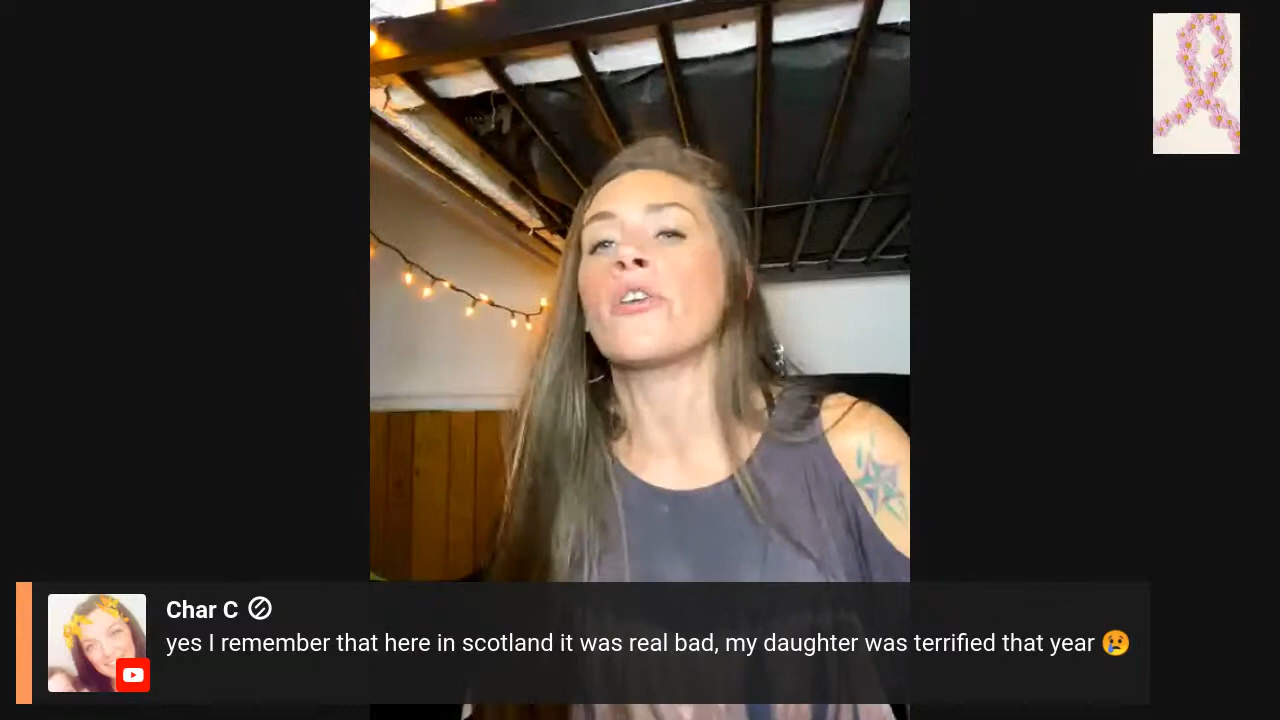 Char C
yes I remember that here in scotland it was real bad, my daughter was terrified that year 😢